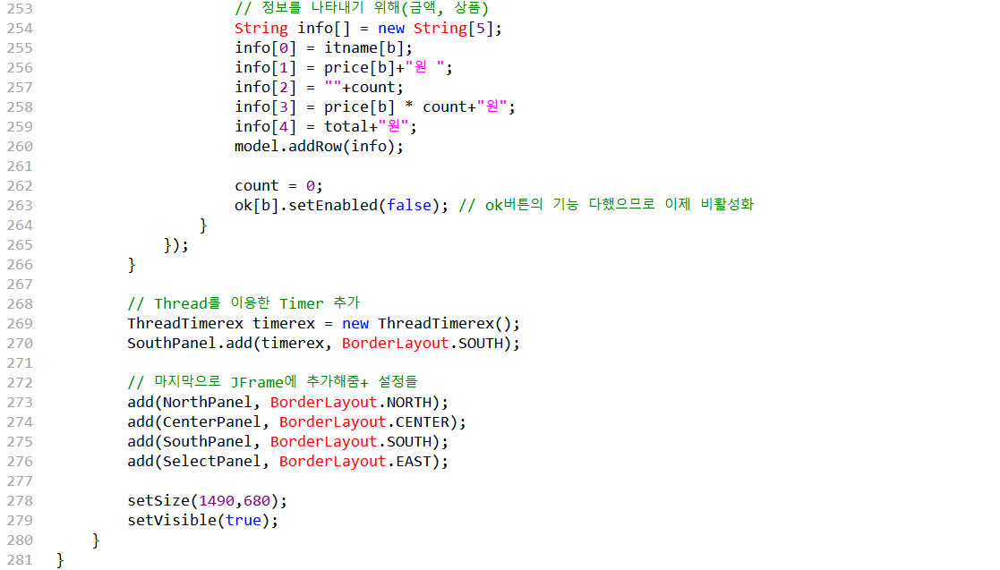 253 // 정보를 나타내기 위해(금액, 상품)
254 String info[] = new String[5];
255 info[0] = itname[b];
256 info[1] = price[b]+"원 ";
257 info[2] = ""+count;
258 info[3] = price[b] * count+"원";
259 info[4] = total+"원";
260 model.addRow(info);
261
262 count = 0;
263 ok[b].setEnabled(false); // ok버튼의 기능 다했으므로 이제 비활성화
264 }
265 });
266 }
267
268 // Thread를 이용한 Timer 추가
269 ThreadTimerex timerex = new ThreadTimerex();
270 SouthPanel.add(timerex, BorderLayout.SOUTH);
271
272 // 마지막으로 JFrame에 추가해줌+ 설정들
273 add(NorthPanel, BorderLayout.NORTH);
274 add(CenterPanel, BorderLayout.CENTER);
275 add(SouthPanel, BorderLayout.SOUTH);
276 add(SelectPanel, BorderLayout.EAST);
277
278 setSize(1490,680);
279 setVisible(true);
280 }
281 }